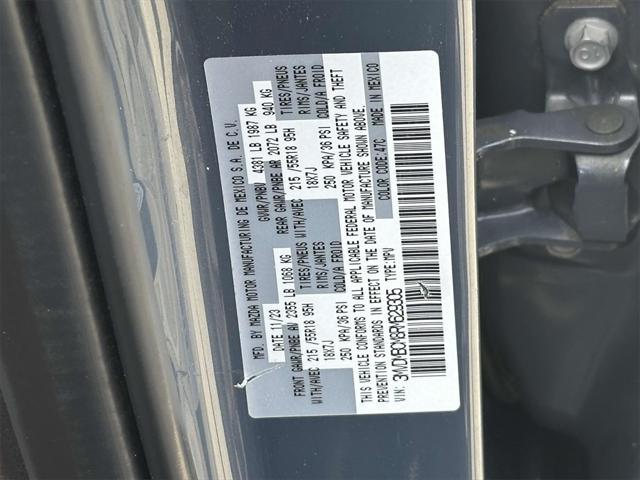 MFG. BY MAZDA MOTOR MANUFACTURING DE MEXICO S.A. DE C.V.
DATE 11/23 GVWR/PNBV 4381 LB 1987 KG
FRONT GAWR/PNBE AV 2355 LB 1068 KG REAR GAWR/PNBE AR 2072 LB 940 KG
WITH/AVEC 215 /55R18 95H TIRES/PNEUS WITH/AVEC 215 /55R18 95H TIRES/PNEUS
18X7J RIMS/JANTES 18X7J RIMS/JANTES
250 KPA/36 PSI COLD/A FROID 250 KPA/36 PSI COLD/A FROID
THIS VEHICLE CONFORMS TO ALL APPLICABLE FEDERAL MOTOR VEHICLE SAFETY AND THEFT
PREVENTION STANDARDS IN EFFECT ON THE DATE OF MANUFACTURE SHOWN ABOVE.
VIN: TYPE:MPV COLOR CODE:47C MADE IN MEXICO